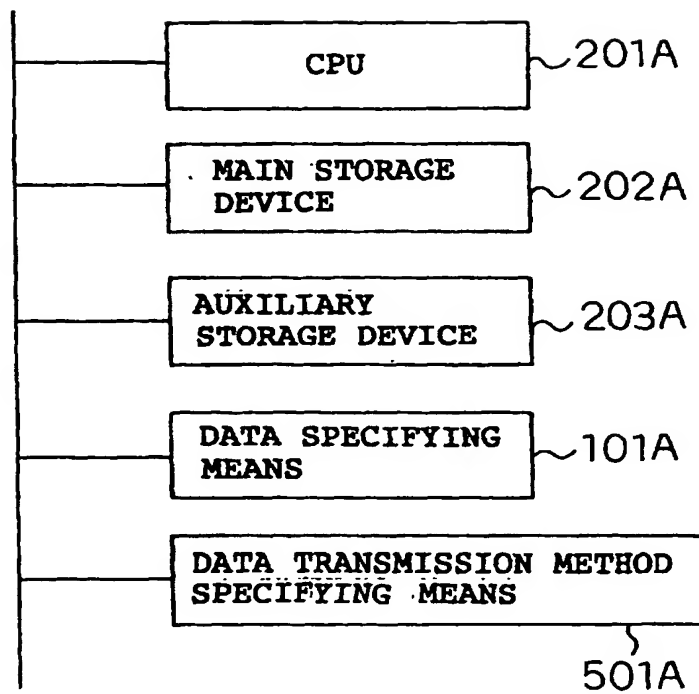 CPU
201A
MAIN STORAGE
DEVICE
202A
AUXILIARY
STORAGE DEVICE
203A
DATA SPECIFYING
MEANS
101A
DATA TRANSMISSION METHOD
SPECIFYING MEANS
501A